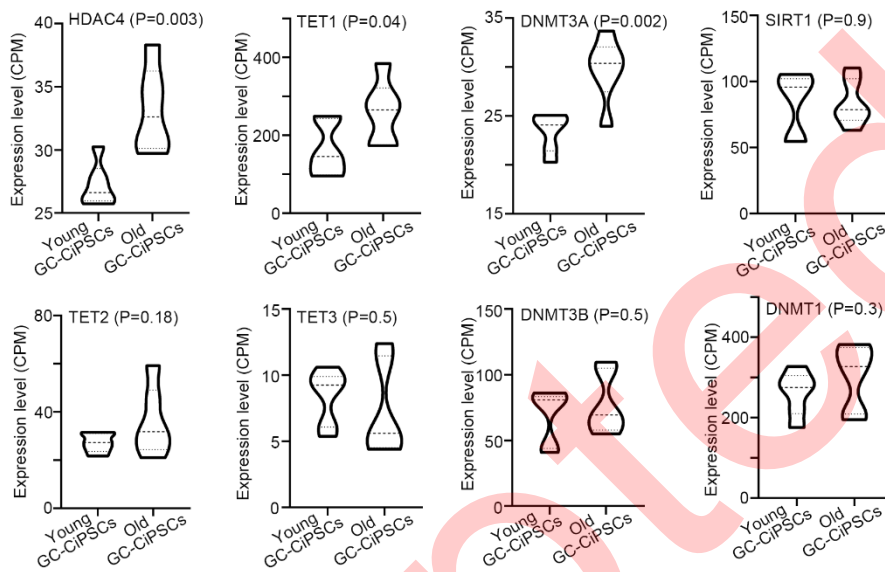 HDAC4 (P=0.003)
Expression level (CPM)
40
35
30
25
Young
GC-CiPSCs
Old
GC-CiPSCs
TET1 (P=0.04)
Expression level (CPM)
400
200
0
Young
GC-CiPSCs
Old
GC-CiPSCs
DNMT3A (P=0.002)
Expression level (CPM)
35
25
15
Young
GC-CiPSCs
Old
GC-CiPSCs
SIRT1 (P=0.9)
Expression level (CPM)
150
100
50
0
Young
GC-CiPSCs
Old
GC-CiPSCs
TET2 (P=0.18)
Expression level (CPM)
80
60
40
0
Young
GC-CiPSCs
Old
GC-CiPSCs
TET3 (P=0.5)
Expression level (CPM)
15
10
5
0
Young
GC-CiPSCs
Old
GC-CiPSCs
DNMT3B (P=0.5)
Expression level (CPM)
150
100
50
0
Young
GC-CiPSCs
Old
GC-CiPSCs
DNMT1 (P=0.3)
Expression level (CPM)
400
200
0
Young
GC-CiPSCs
Old
GC-CiPSCs